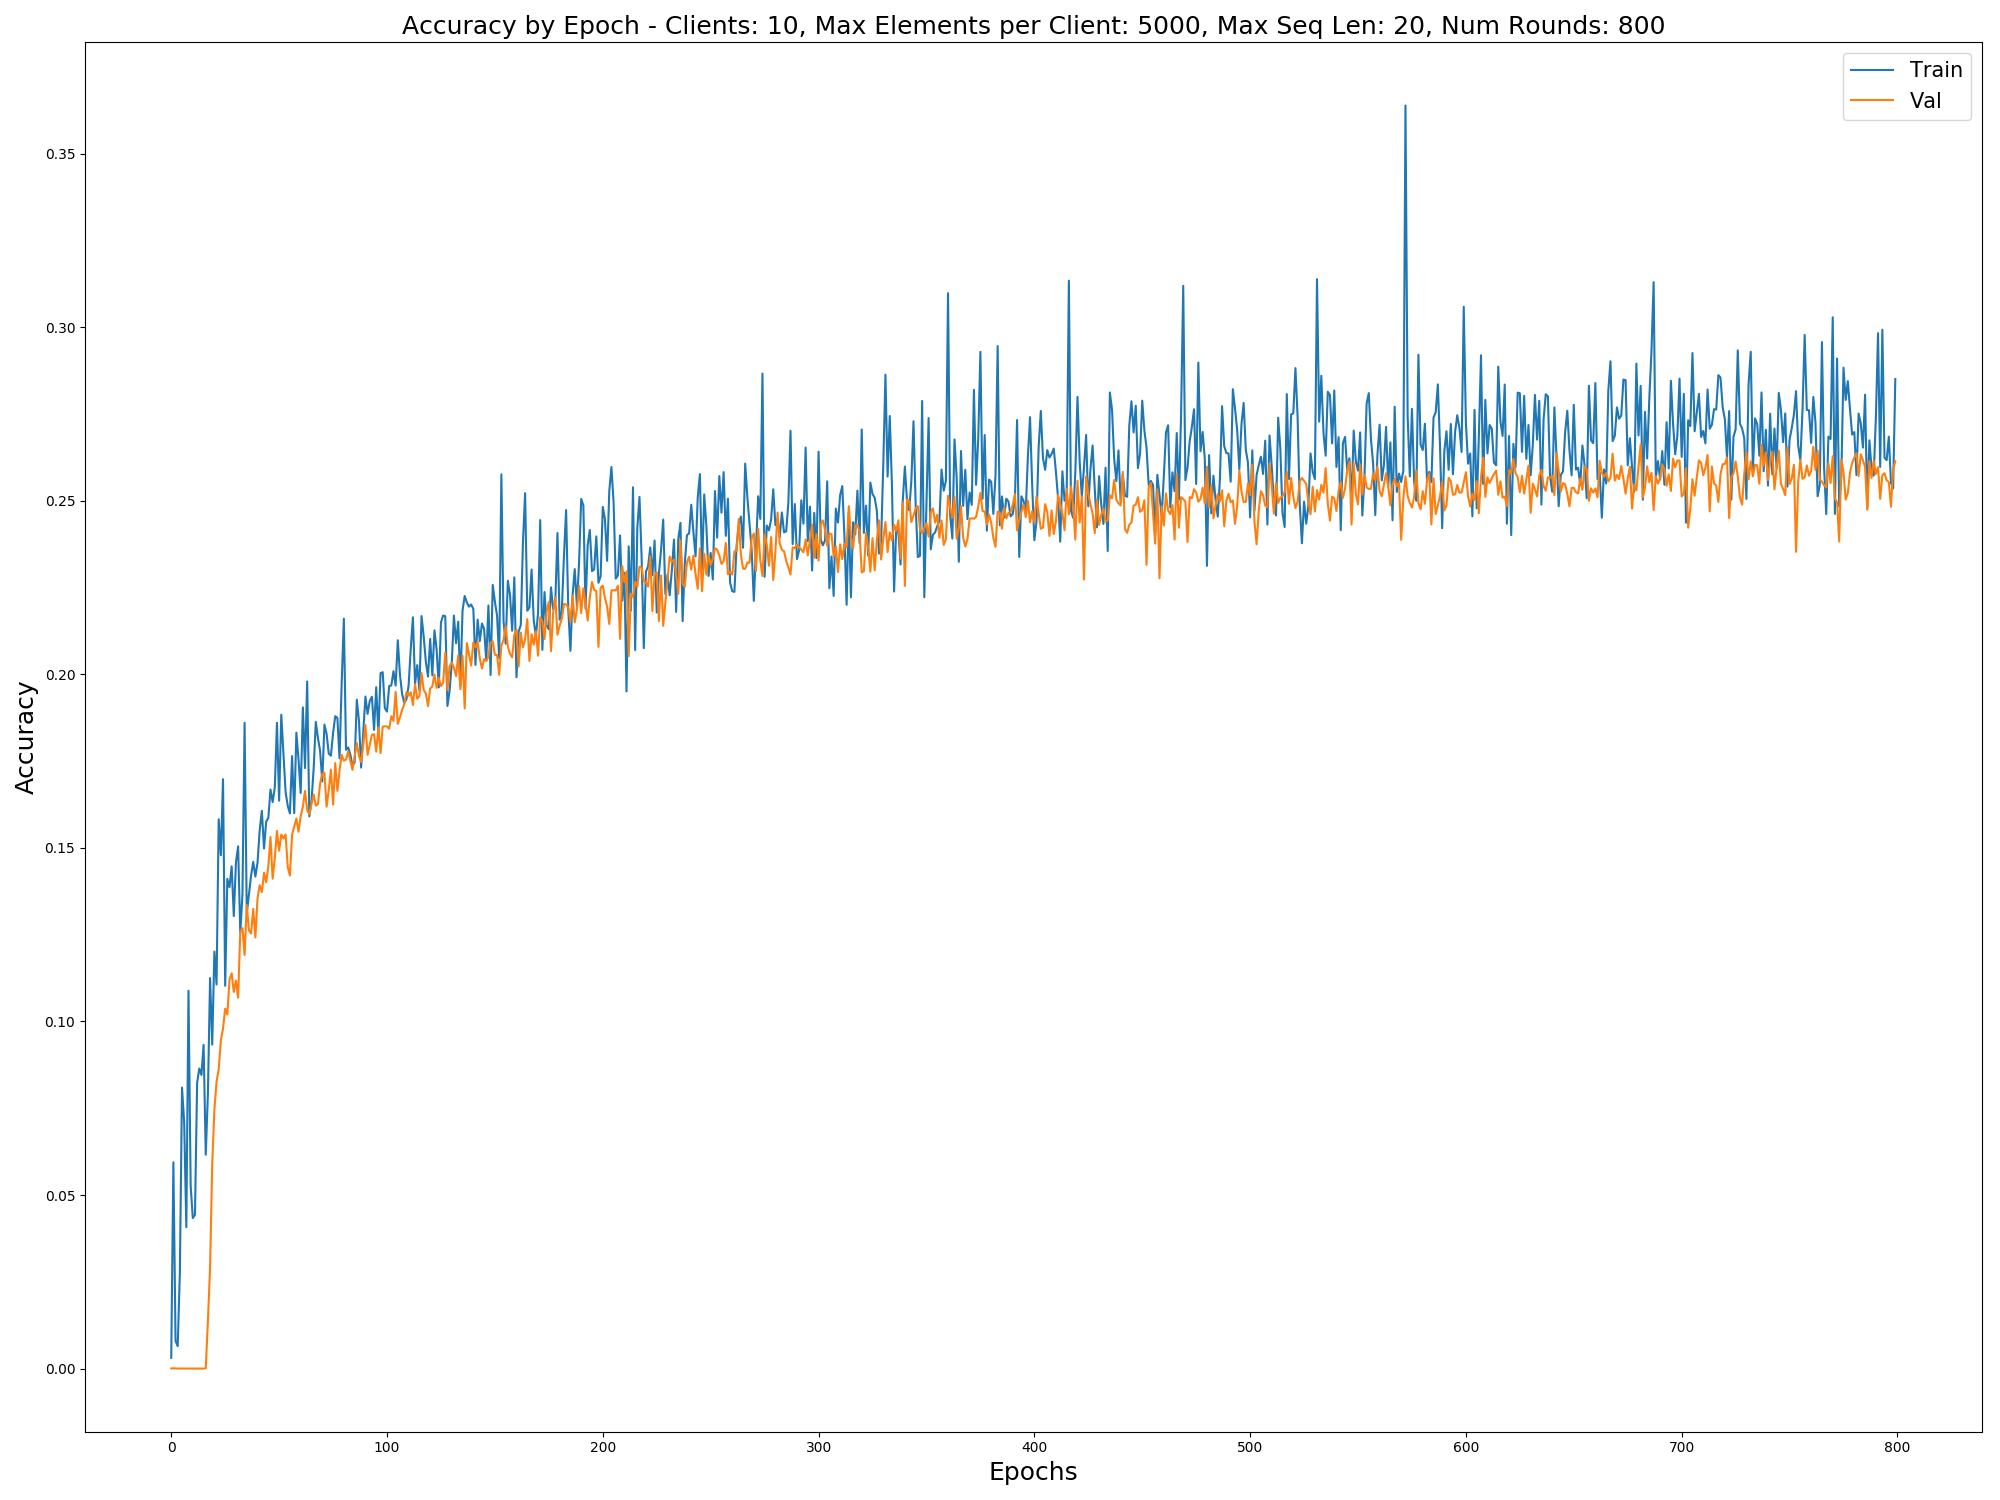 Accuracy by Epoch - Clients: 10, Max Elements per Client: 5000, Max Seq Len: 20, Num Rounds: 800
Train
Val
0.35
0.30
0.25
0.20
0.15
0.10
0.05
0.00
Accuracy
0 100 200 300 400 500 600 700 800
Epochs